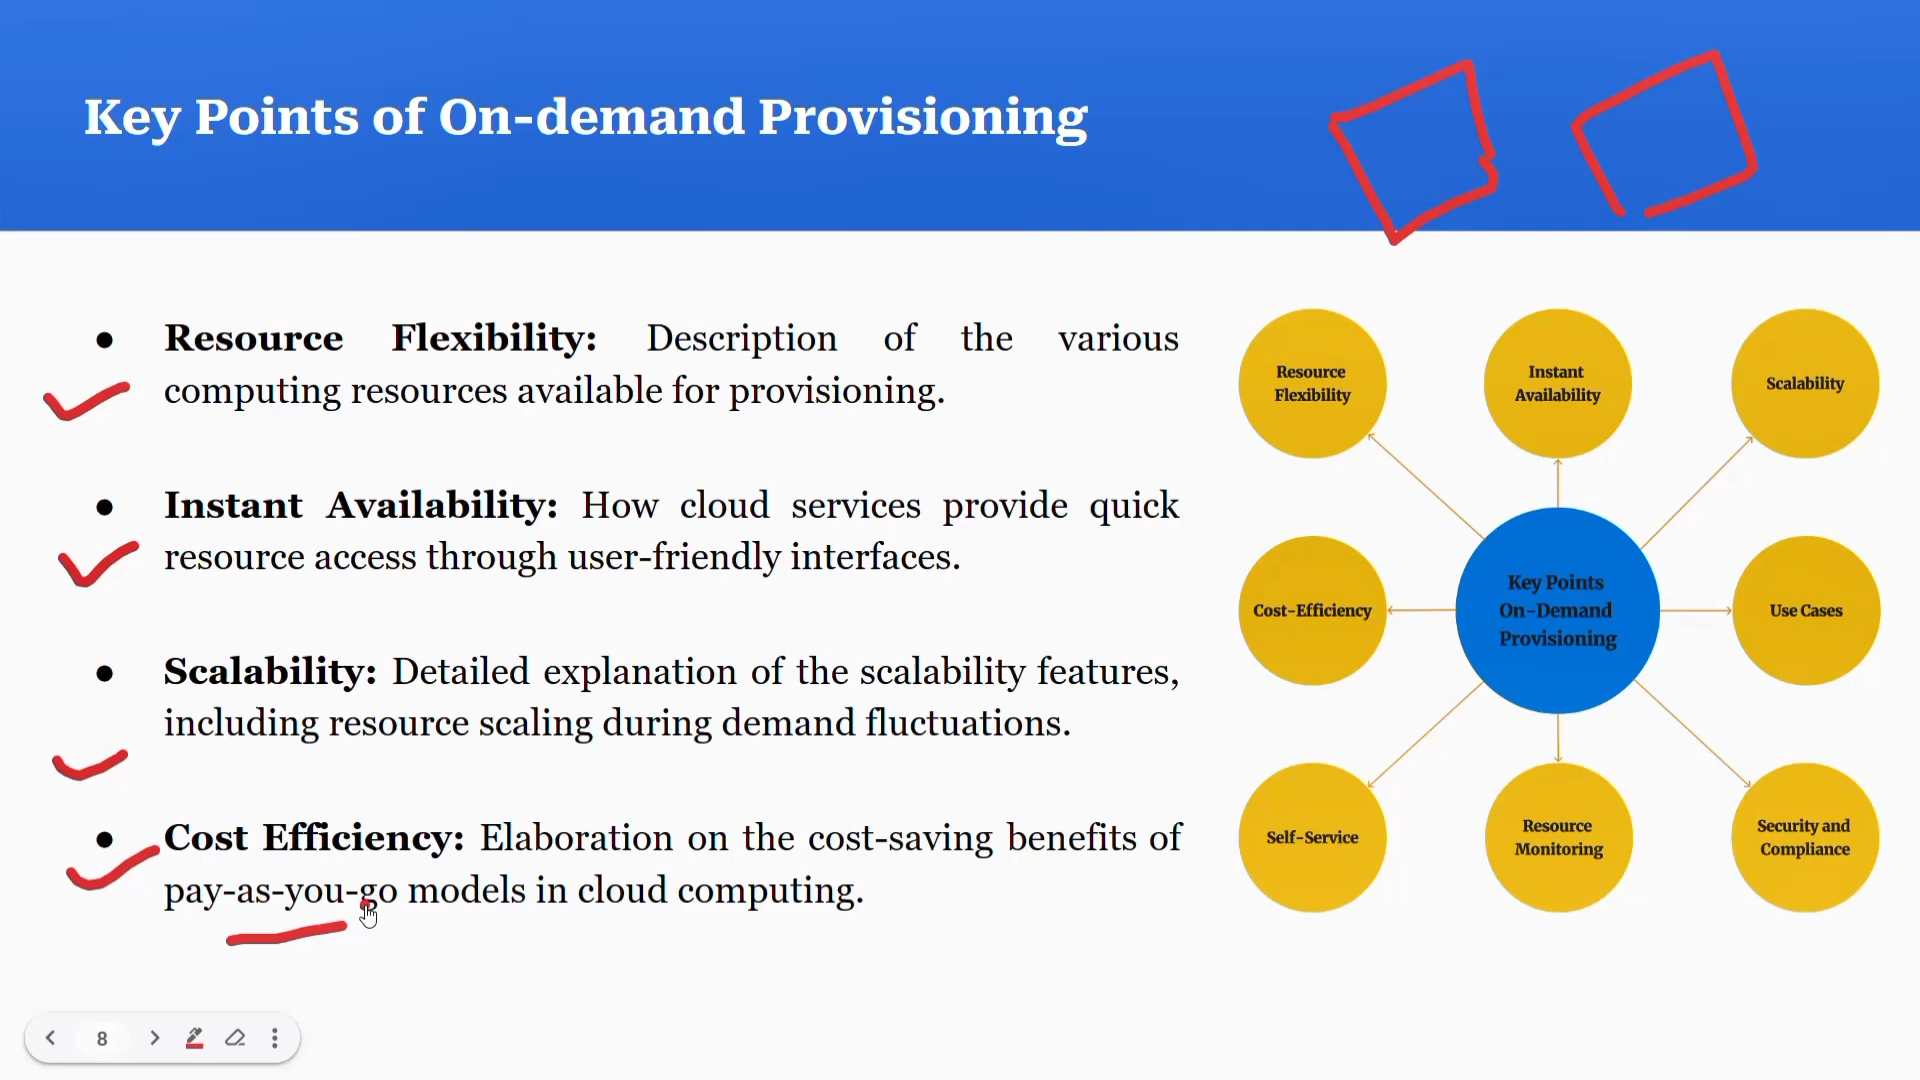 Key Points of On-demand Provisioning
● Resource Flexibility: Description of the various
computing resources available for provisioning.
● Instant Availability: How cloud services provide quick
resource access through user-friendly interfaces.
● Scalability: Detailed explanation of the scalability features,
including resource scaling during demand fluctuations.
● Cost Efficiency: Elaboration on the cost-saving benefits of
pay-as-you-go models in cloud computing.
Resource
Flexibility
Instant
Availability
Scalability
Cost-Efficiency
Key Points
On-Demand
Provisioning
Use Cases
Self-Service
Resource
Monitoring
Security and
Compliance
8